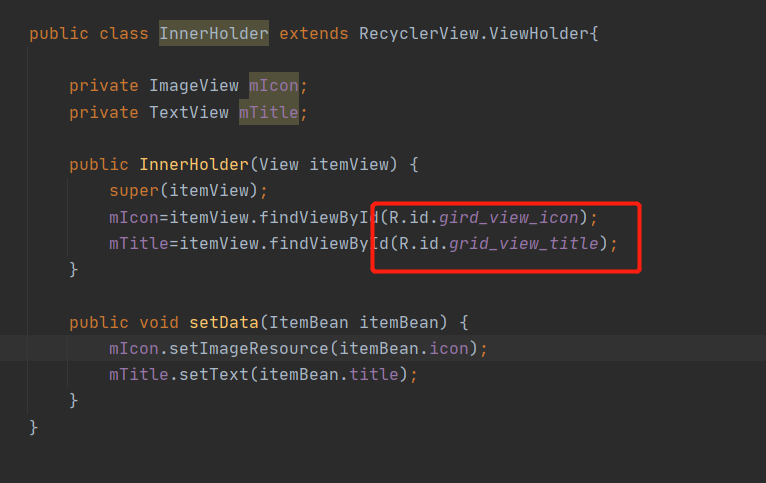 public class InnerHolder extends RecyclerView.ViewHolder{
private ImageView mIcon;
private TextView mTitle;
public InnerHolder(View itemView) {
super(itemView);
mIcon=itemView.findViewById(R.id.gird_view_icon);
mTitle=itemView.findViewById(R.id.grid_view_title);
}
public void setData(ItemBean itemBean) {
mIcon.setImageResource(itemBean.icon);
mTitle.setText(itemBean.title);
}
}